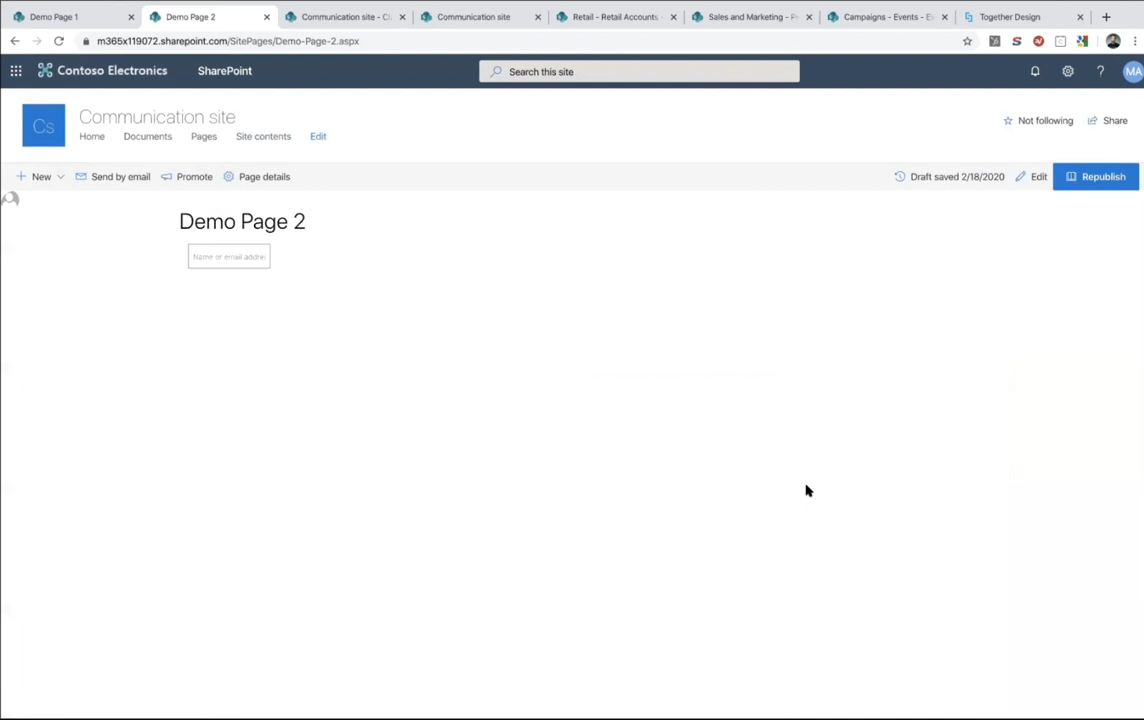 Demo Page 1
Demo Page 2
Communication site - C
Communication site
Retail - Retail Accounts
Sales and Marketing - P
Campaigns - Events - E
Together Design
m365x119072.sharepoint.com/SitePages/Demo-Page-2.aspx
Contoso Electronics
SharePoint
Search this site
?
MA
Cs
Communication site
Home
Documents
Pages
Site contents
Edit
Not following
Share
New
Send by email
Promote
Page details
Draft saved 2/18/2020
Edit
Republish
Demo Page 2
Name or email addre